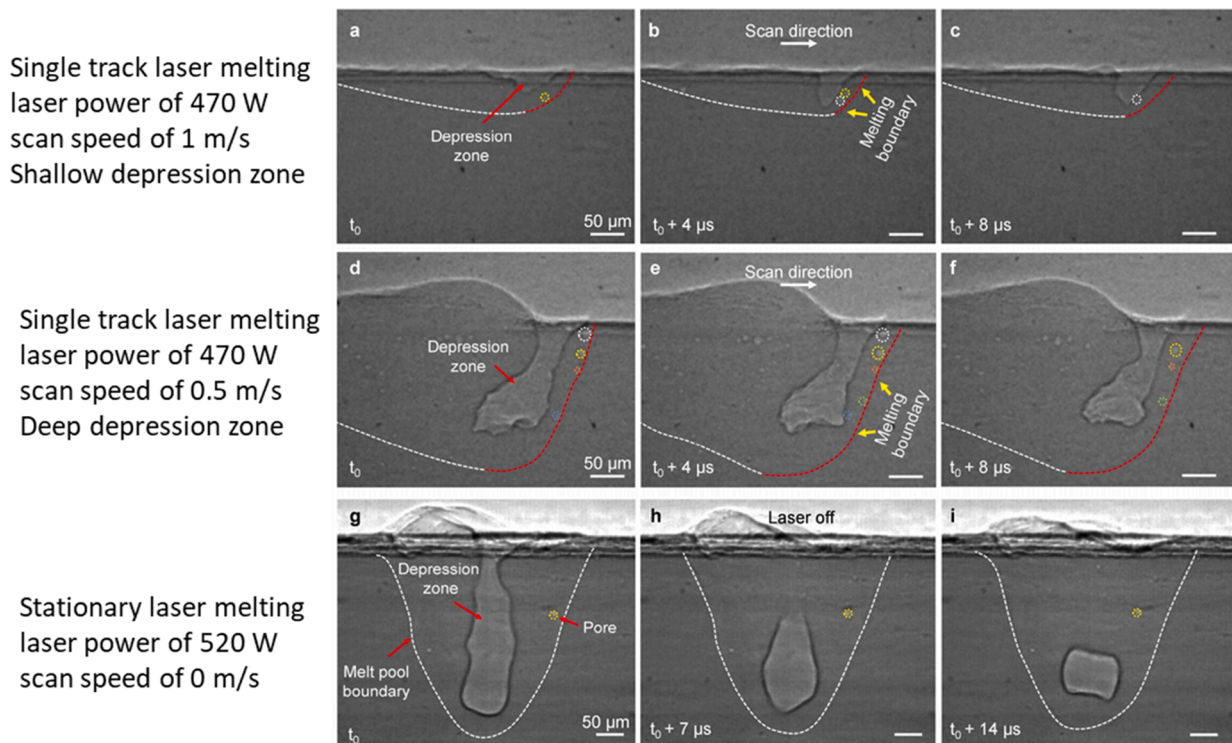 Single track laser melting
laser power of 470 W
scan speed of 1 m/s
Shallow depression zone
a
Depression
zone
t₀
50 µm
b
Scan direction
Melting
boundary
t₀ + 4 µs
c
t₀ + 8 µs
Single track laser melting
laser power of 470 W
scan speed of 0.5 m/s
Deep depression zone
d
Depression
zone
t₀
50 µm
e
Scan direction
Melting
boundary
t₀ + 4 µs
f
t₀ + 8 µs
Stationary laser melting
laser power of 520 W
scan speed of 0 m/s
g
Depression
zone
Pore
Melt pool
boundary
t₀
50 µm
h
Laser off
t₀ + 7 µs
i
t₀ + 14 µs